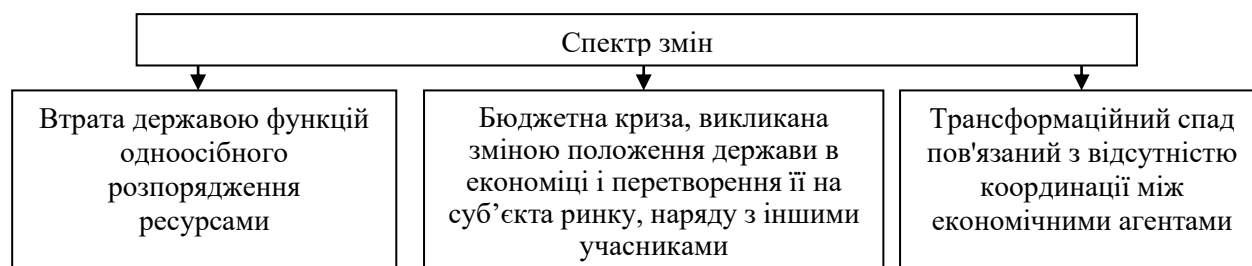 Спектр змін
Втрата державою функцій
одноосібного
розпорядження
ресурсами
Бюджетна криза, викликана
зміною положення держави в
економіці і перетворення її на
суб’єкта ринку, наряду з іншими
учасниками
Трансформаційний спад
пов'язаний з відсутністю
координації між
економічними агентами